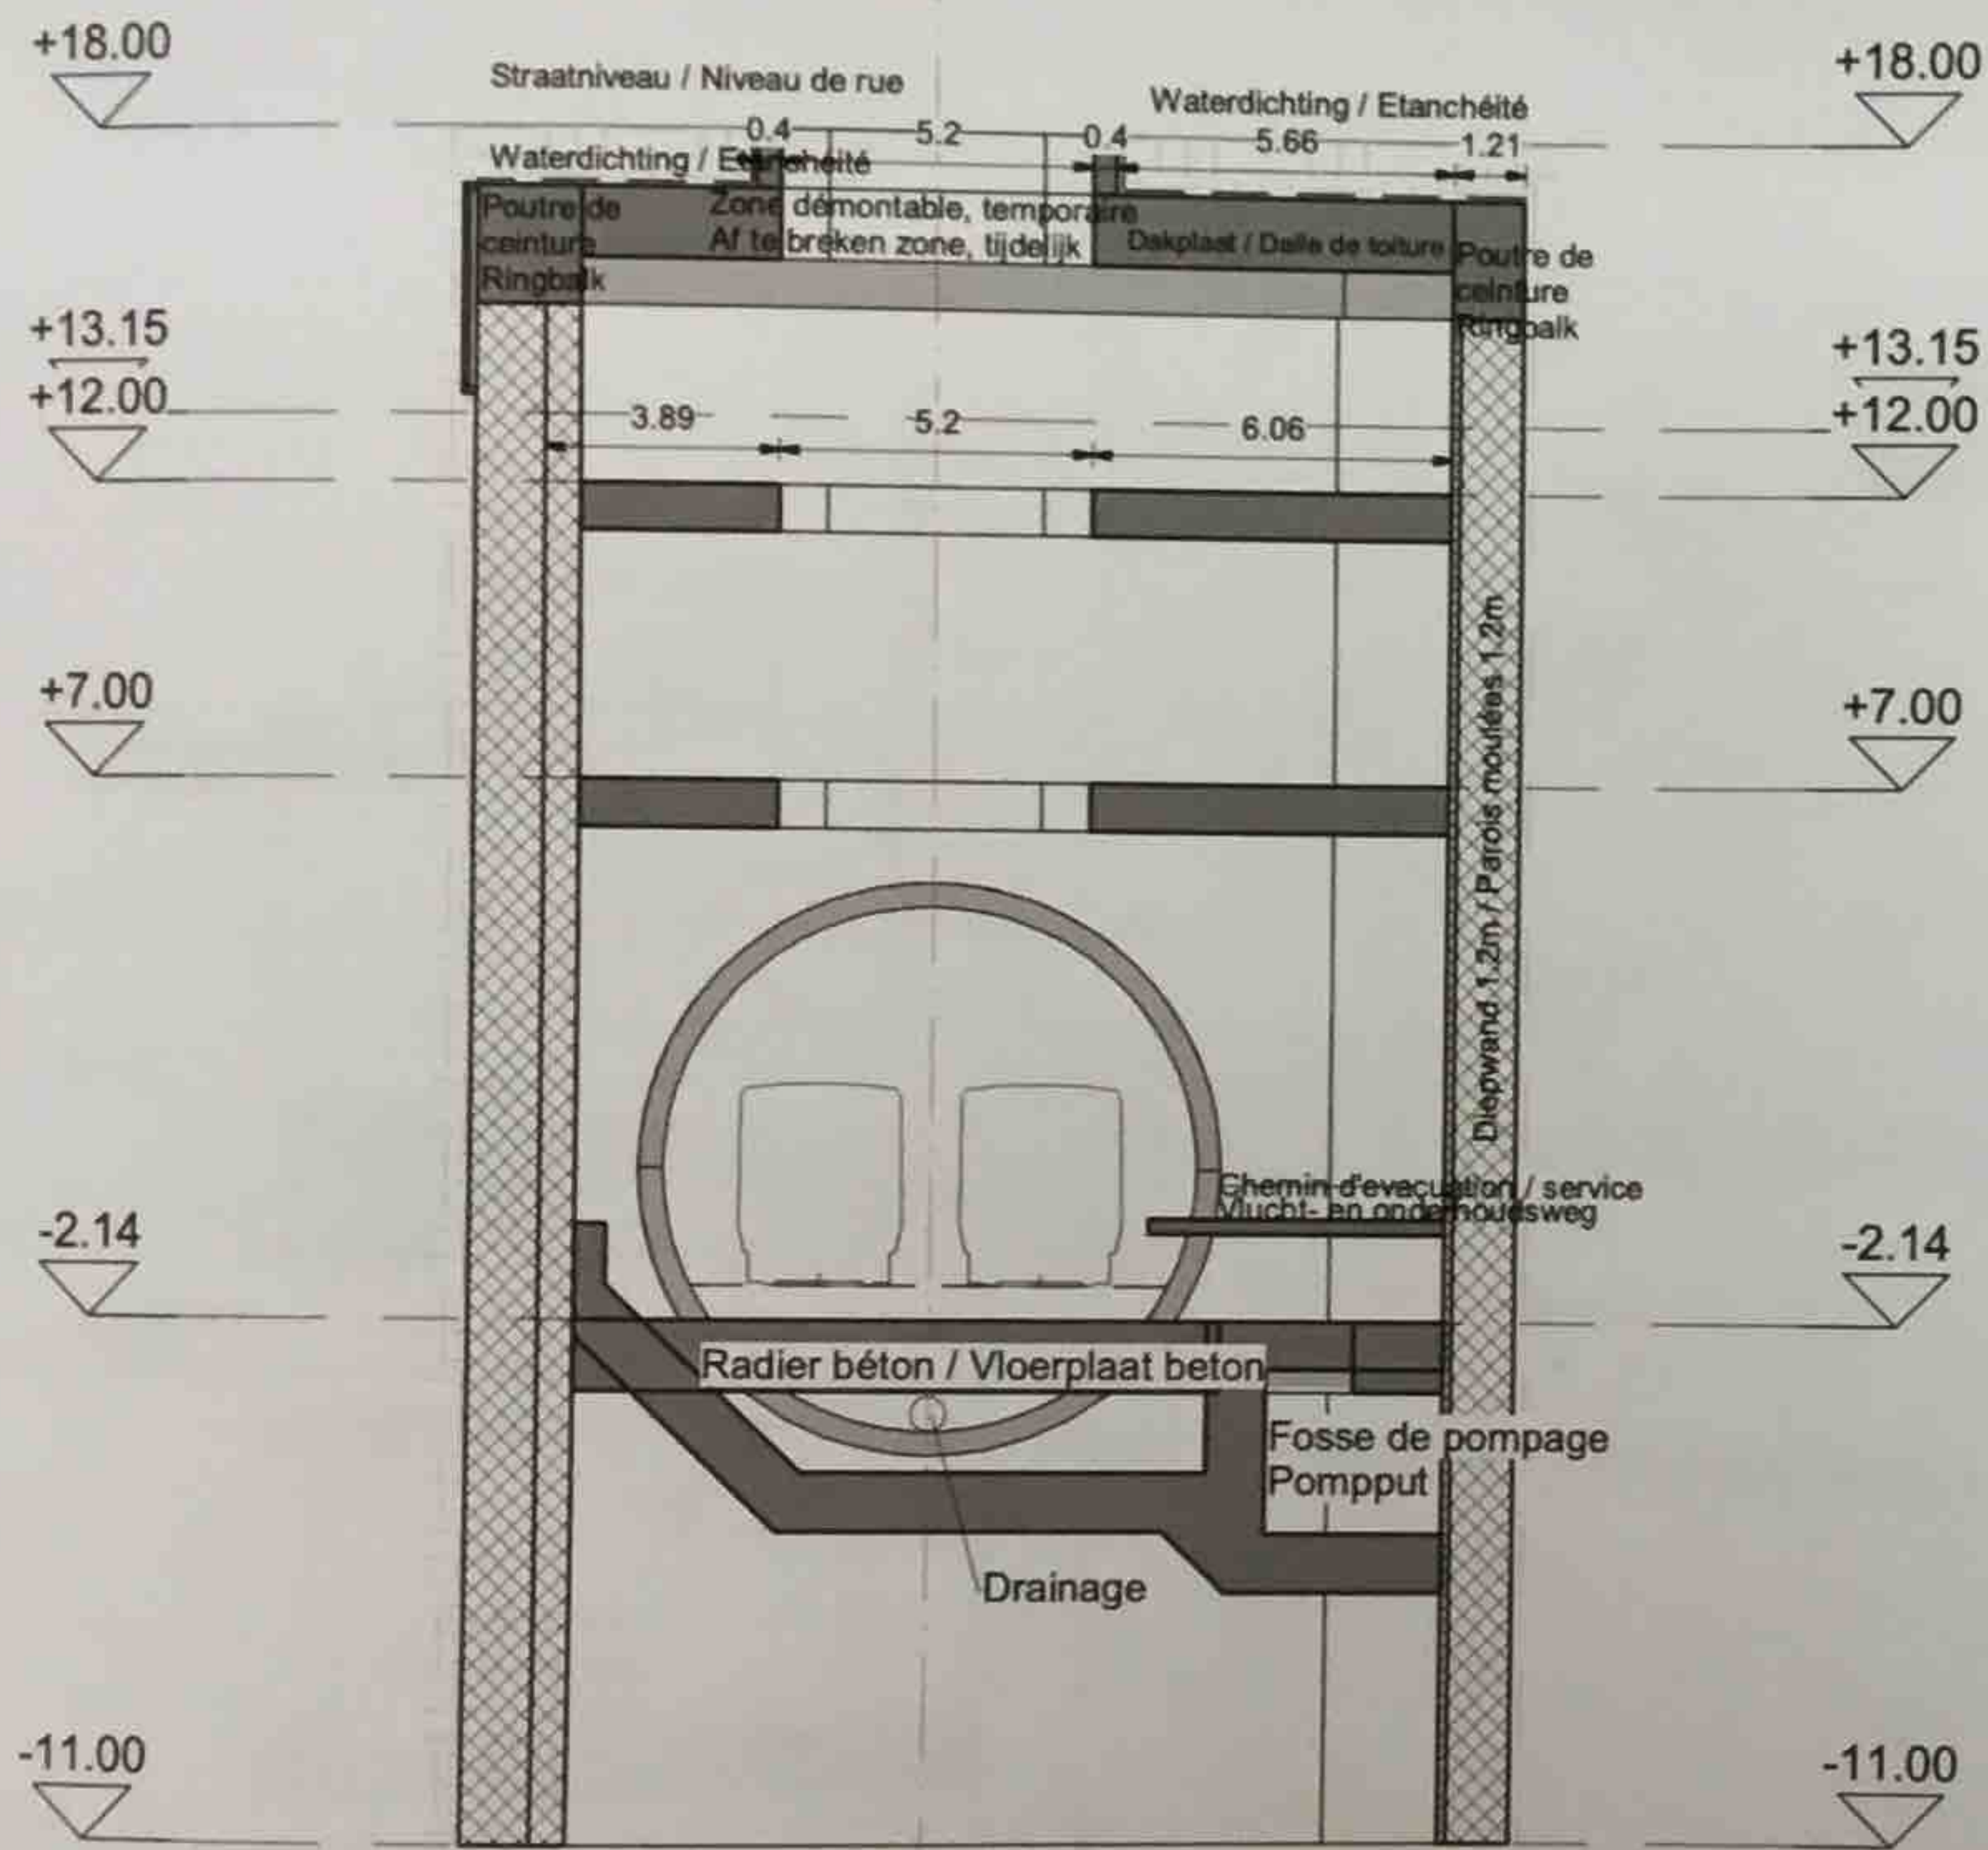 +18.00
+18.00
Straatniveau / Niveau de rue
Waterdichting / Etanchéité
0.4
5.2
0.4
5.66
1.21
Waterdichting / Etancheité
Poutre de
ceinture
Ringbalk
Zone démontable, temporaire
Af te breken zone, tijdelijk
Dakplaat / Dalle de toiture
Poutre de
ceinture
Ringbalk
+13.15
+13.15
+12.00
+12.00
3.89
5.2
6.06
+7.00
+7.00
Diepwand 1.2m / Parois moulées 1.2m
Chemin d'evacuation / service
Vlucht- en onderhoudsweg
-2.14
-2.14
Radier béton / Vloerplaat beton
Fosse de pompage
Pompput
Drainage
-11.00
-11.00